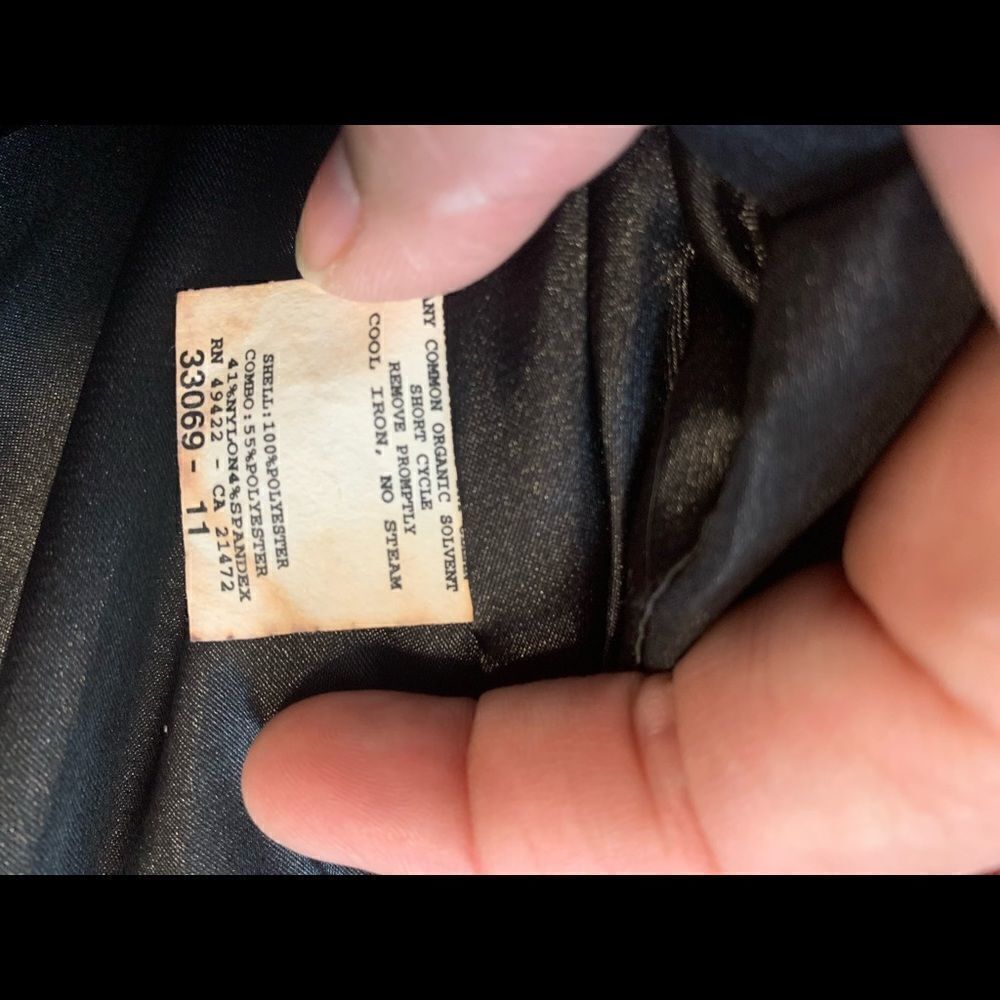 ANY COMMON ORGANIC SOLVENT
SHORT CYCLE
REMOVE PROMPTLY
COOL IRON, NO STEAM
SHELL:100%POLYESTER
COMBO:55%POLYESTER
41%NYLON4%SPANDEX
RN 49422 - CA 21472
33069- 11